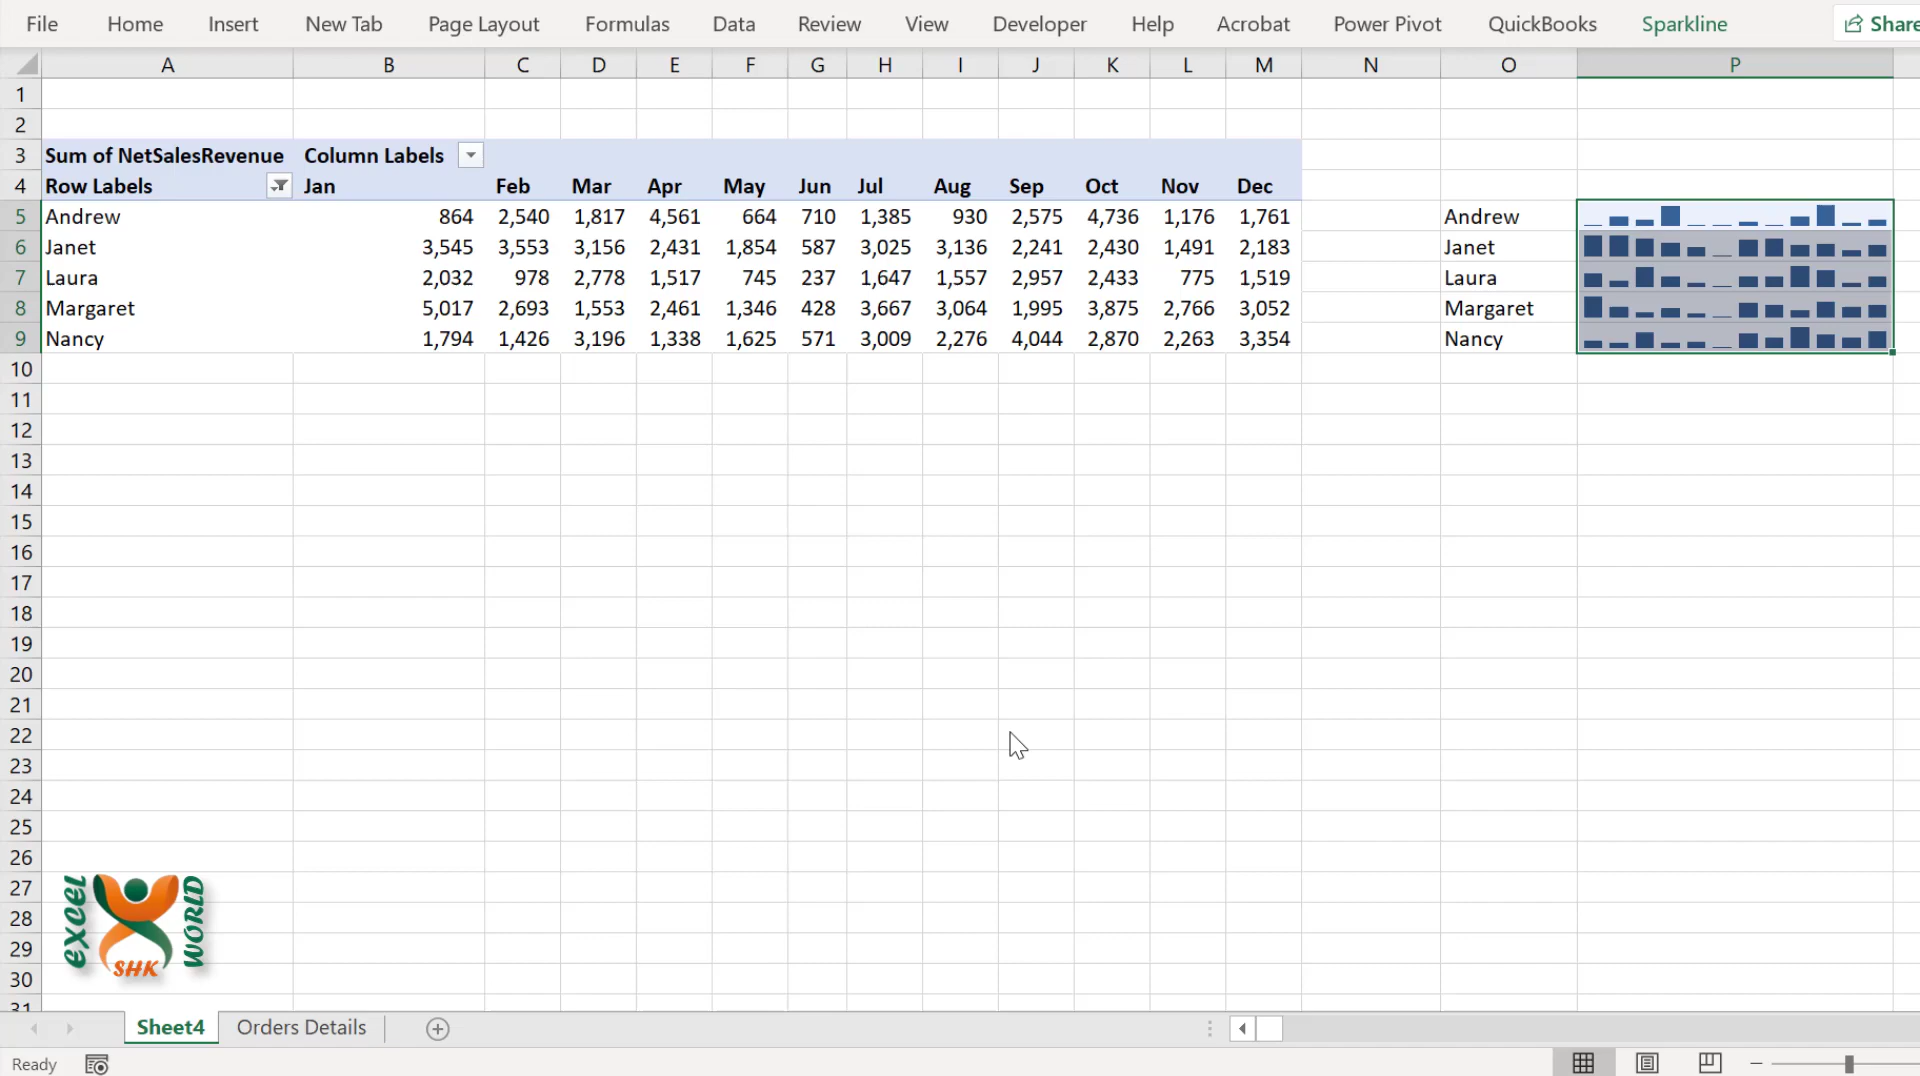 File Home Insert New Tab Page Layout Formulas Data Review View Developer Help Acrobat Power Pivot QuickBooks Sparkline Share
A B C D E F G H I J K L M N O P
1
2
3 Sum of NetSalesRevenue Column Labels
4 Row Labels Jan Feb Mar Apr May Jun Jul Aug Sep Oct Nov Dec
5 Andrew 864 2,540 1,817 4,561 664 710 1,385 930 2,575 4,736 1,176 1,761 Andrew
6 Janet 3,545 3,553 3,156 2,431 1,854 587 3,025 3,136 2,241 2,430 1,491 2,183 Janet
7 Laura 2,032 978 2,778 1,517 745 237 1,647 1,557 2,957 2,433 775 1,519 Laura
8 Margaret 5,017 2,693 1,553 2,461 1,346 428 3,667 3,064 1,995 3,875 2,766 3,052 Margaret
9 Nancy 1,794 1,426 3,196 1,338 1,625 571 3,009 2,276 4,044 2,870 2,263 3,354 Nancy
10
11
12
13
14
15
16
17
18
19
20
21
22
23
24
25
26
27
28
29
30
31
eXCeL
SHK
WORLD
Sheet4 Orders Details
Ready